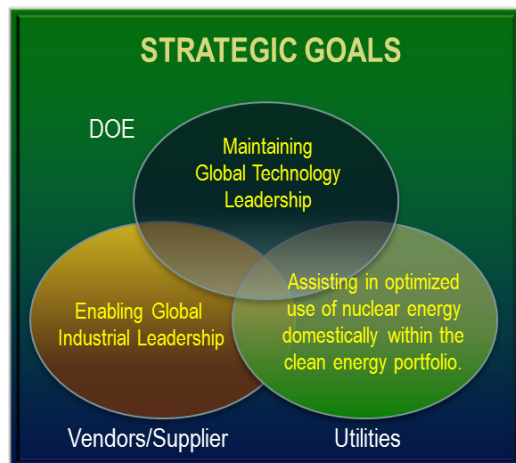 STRATEGIC GOALS
DOE
Maintaining
Global Technology
Leadership
Enabling Global
Industrial Leadership
Assisting in optimized
use of nuclear energy
domestically within the
clean energy portfolio.
Vendors/Supplier
Utilities